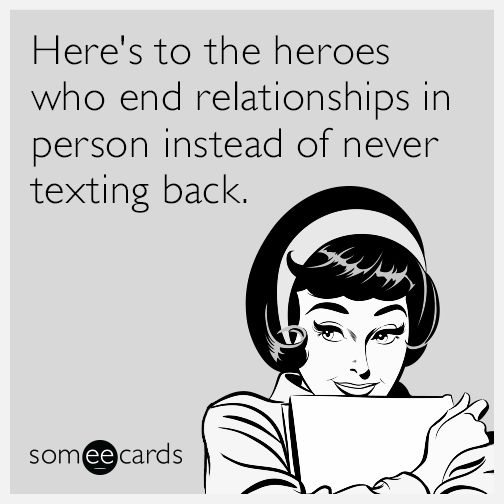 Here's to the heroes
who end relationships in
person instead of never
texting back.
someecards